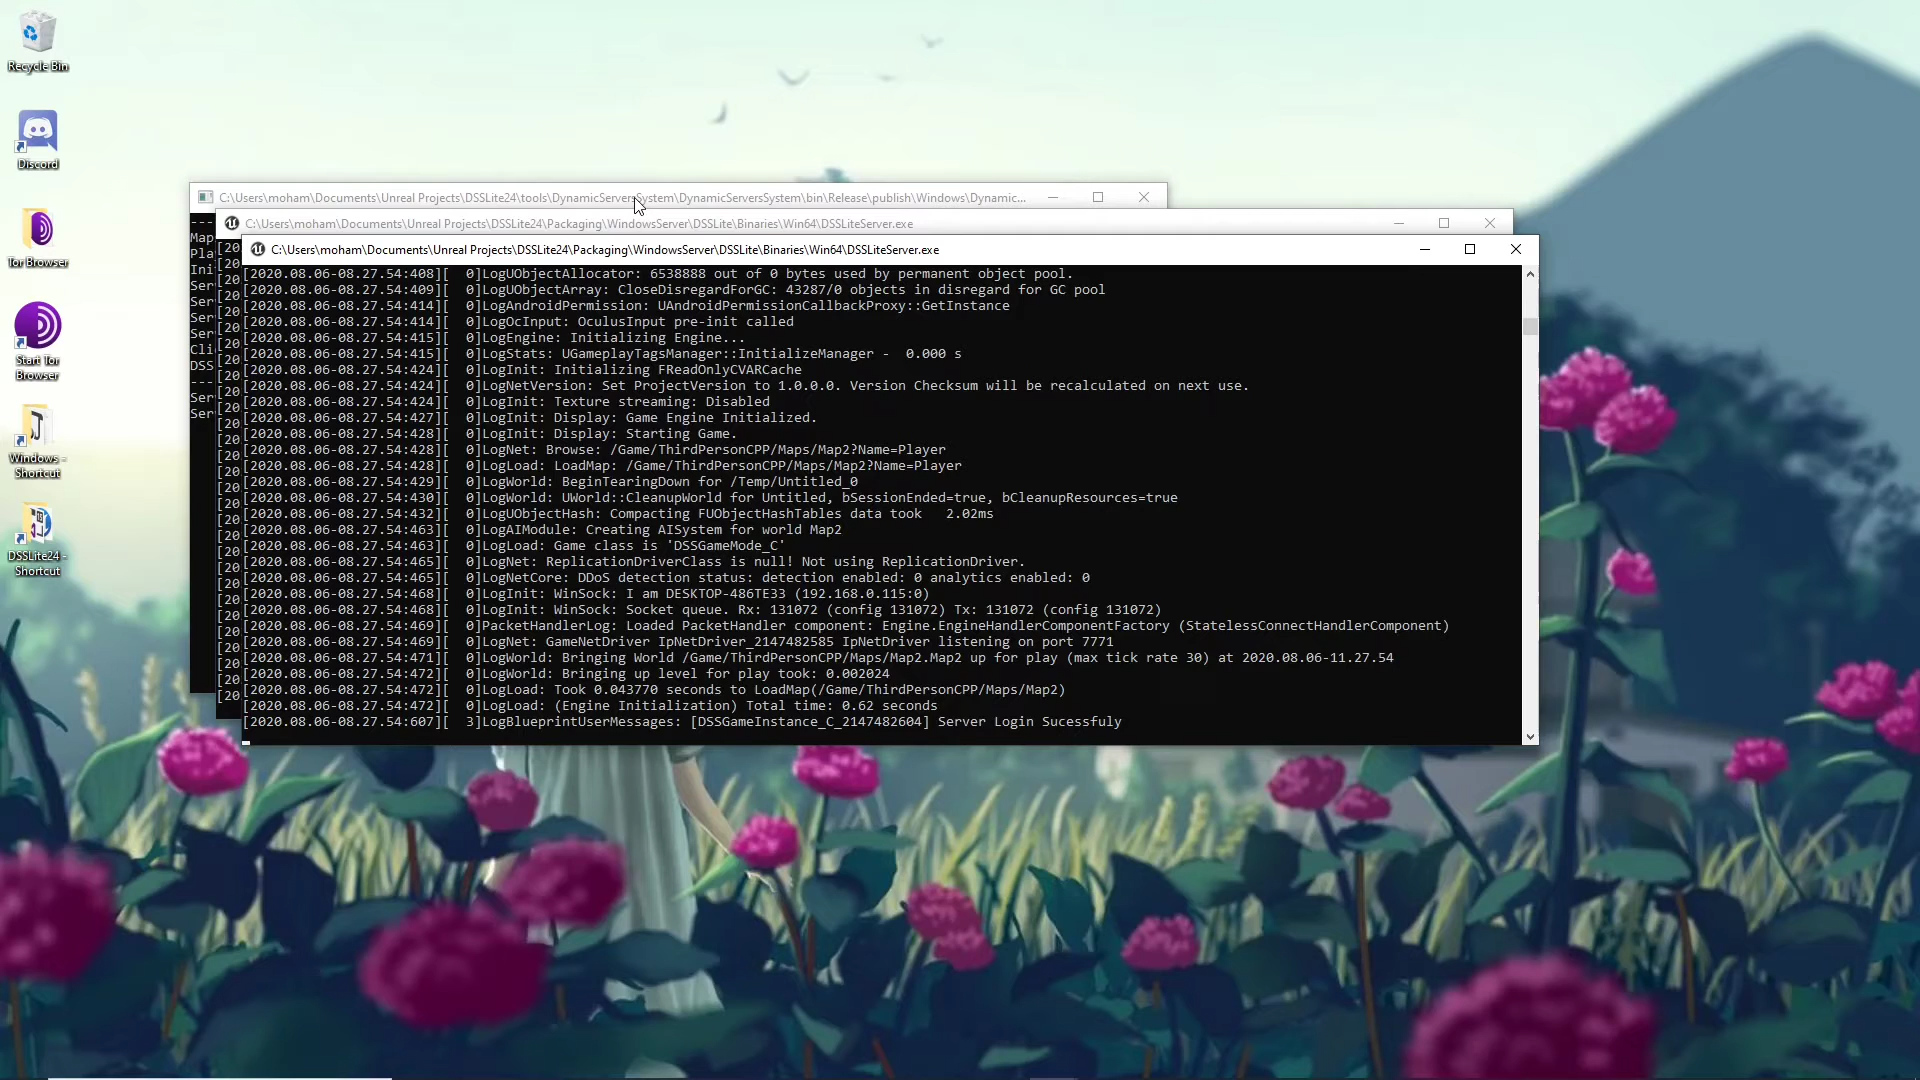 Recycle Bin
Discord
Tor Browser
Start Tor
Browser
Windows -
Shortcut
DSSLite24 -
Shortcut
C:\Users\moham\Documents\Unreal Projects\DSSLite24\tools\DynamicServersSystem\DynamicServersSystem\bin\Release\publish\Windows\Dynamic...
C:\Users\moham\Documents\Unreal Projects\DSSLite24\Packaging\WindowsServer\DSSLite\Binaries\Win64\DSSLiteServer.exe
C:\Users\moham\Documents\Unreal Projects\DSSLite24\Packaging\WindowsServer\DSSLite\Binaries\Win64\DSSLiteServer.exe
[2020.08.06-08.27.54:408][  0]LogUObjectAllocator: 6538888 out of 0 bytes used by permanent object pool.
[2020.08.06-08.27.54:409][  0]LogUObjectArray: CloseDisregardForGC: 43287/0 objects in disregard for GC pool
[2020.08.06-08.27.54:414][  0]LogAndroidPermission: UAndroidPermissionCallbackProxy::GetInstance
[2020.08.06-08.27.54:414][  0]LogOcInput: OculusInput pre-init called
[2020.08.06-08.27.54:415][  0]LogEngine: Initializing Engine...
[2020.08.06-08.27.54:415][  0]LogStats: UGameplayTagsManager::InitializeManager -  0.000 s
[2020.08.06-08.27.54:424][  0]LogInit: Initializing FReadOnlyCVARCache
[2020.08.06-08.27.54:424][  0]LogNetVersion: Set ProjectVersion to 1.0.0.0. Version Checksum will be recalculated on next use.
[2020.08.06-08.27.54:424][  0]LogInit: Texture streaming: Disabled
[2020.08.06-08.27.54:427][  0]LogInit: Display: Game Engine Initialized.
[2020.08.06-08.27.54:428][  0]LogInit: Display: Starting Game.
[2020.08.06-08.27.54:428][  0]LogNet: Browse: /Game/ThirdPersonCPP/Maps/Map2?Name=Player
[2020.08.06-08.27.54:428][  0]LogLoad: LoadMap: /Game/ThirdPersonCPP/Maps/Map2?Name=Player
[2020.08.06-08.27.54:429][  0]LogWorld: BeginTearingDown for /Temp/Untitled_0
[2020.08.06-08.27.54:430][  0]LogWorld: UWorld::CleanupWorld for Untitled, bSessionEnded=true, bCleanupResources=true
[2020.08.06-08.27.54:432][  0]LogUObjectHash: Compacting FUObjectHashTables data took   2.02ms
[2020.08.06-08.27.54:463][  0]LogAIModule: Creating AISystem for world Map2
[2020.08.06-08.27.54:463][  0]LogLoad: Game class is 'DSSGameMode_C'
[2020.08.06-08.27.54:465][  0]LogNet: ReplicationDriverClass is null! Not using ReplicationDriver.
[2020.08.06-08.27.54:465][  0]LogNetCore: DDoS detection status: detection enabled: 0 analytics enabled: 0
[2020.08.06-08.27.54:468][  0]LogInit: WinSock: I am DESKTOP-486TE33 (192.168.0.115:0)
[2020.08.06-08.27.54:468][  0]LogInit: WinSock: Socket queue. Rx: 131072 (config 131072) Tx: 131072 (config 131072)
[2020.08.06-08.27.54:469][  0]PacketHandlerLog: Loaded PacketHandler component: Engine.EngineHandlerComponentFactory (StatelessConnectHandlerComponent)
[2020.08.06-08.27.54:469][  0]LogNet: GameNetDriver IpNetDriver_2147482585 IpNetDriver listening on port 7771
[2020.08.06-08.27.54:471][  0]LogWorld: Bringing World /Game/ThirdPersonCPP/Maps/Map2.Map2 up for play (max tick rate 30) at 2020.08.06-11.27.54
[2020.08.06-08.27.54:472][  0]LogWorld: Bringing up level for play took: 0.002024
[2020.08.06-08.27.54:472][  0]LogLoad: Took 0.043770 seconds to LoadMap(/Game/ThirdPersonCPP/Maps/Map2)
[2020.08.06-08.27.54:472][  0]LogLoad: (Engine Initialization) Total time: 0.62 seconds
[2020.08.06-08.27.54:607][  3]LogBlueprintUserMessages: [DSSGameInstance_C_2147482604] Server Login Sucessfuly